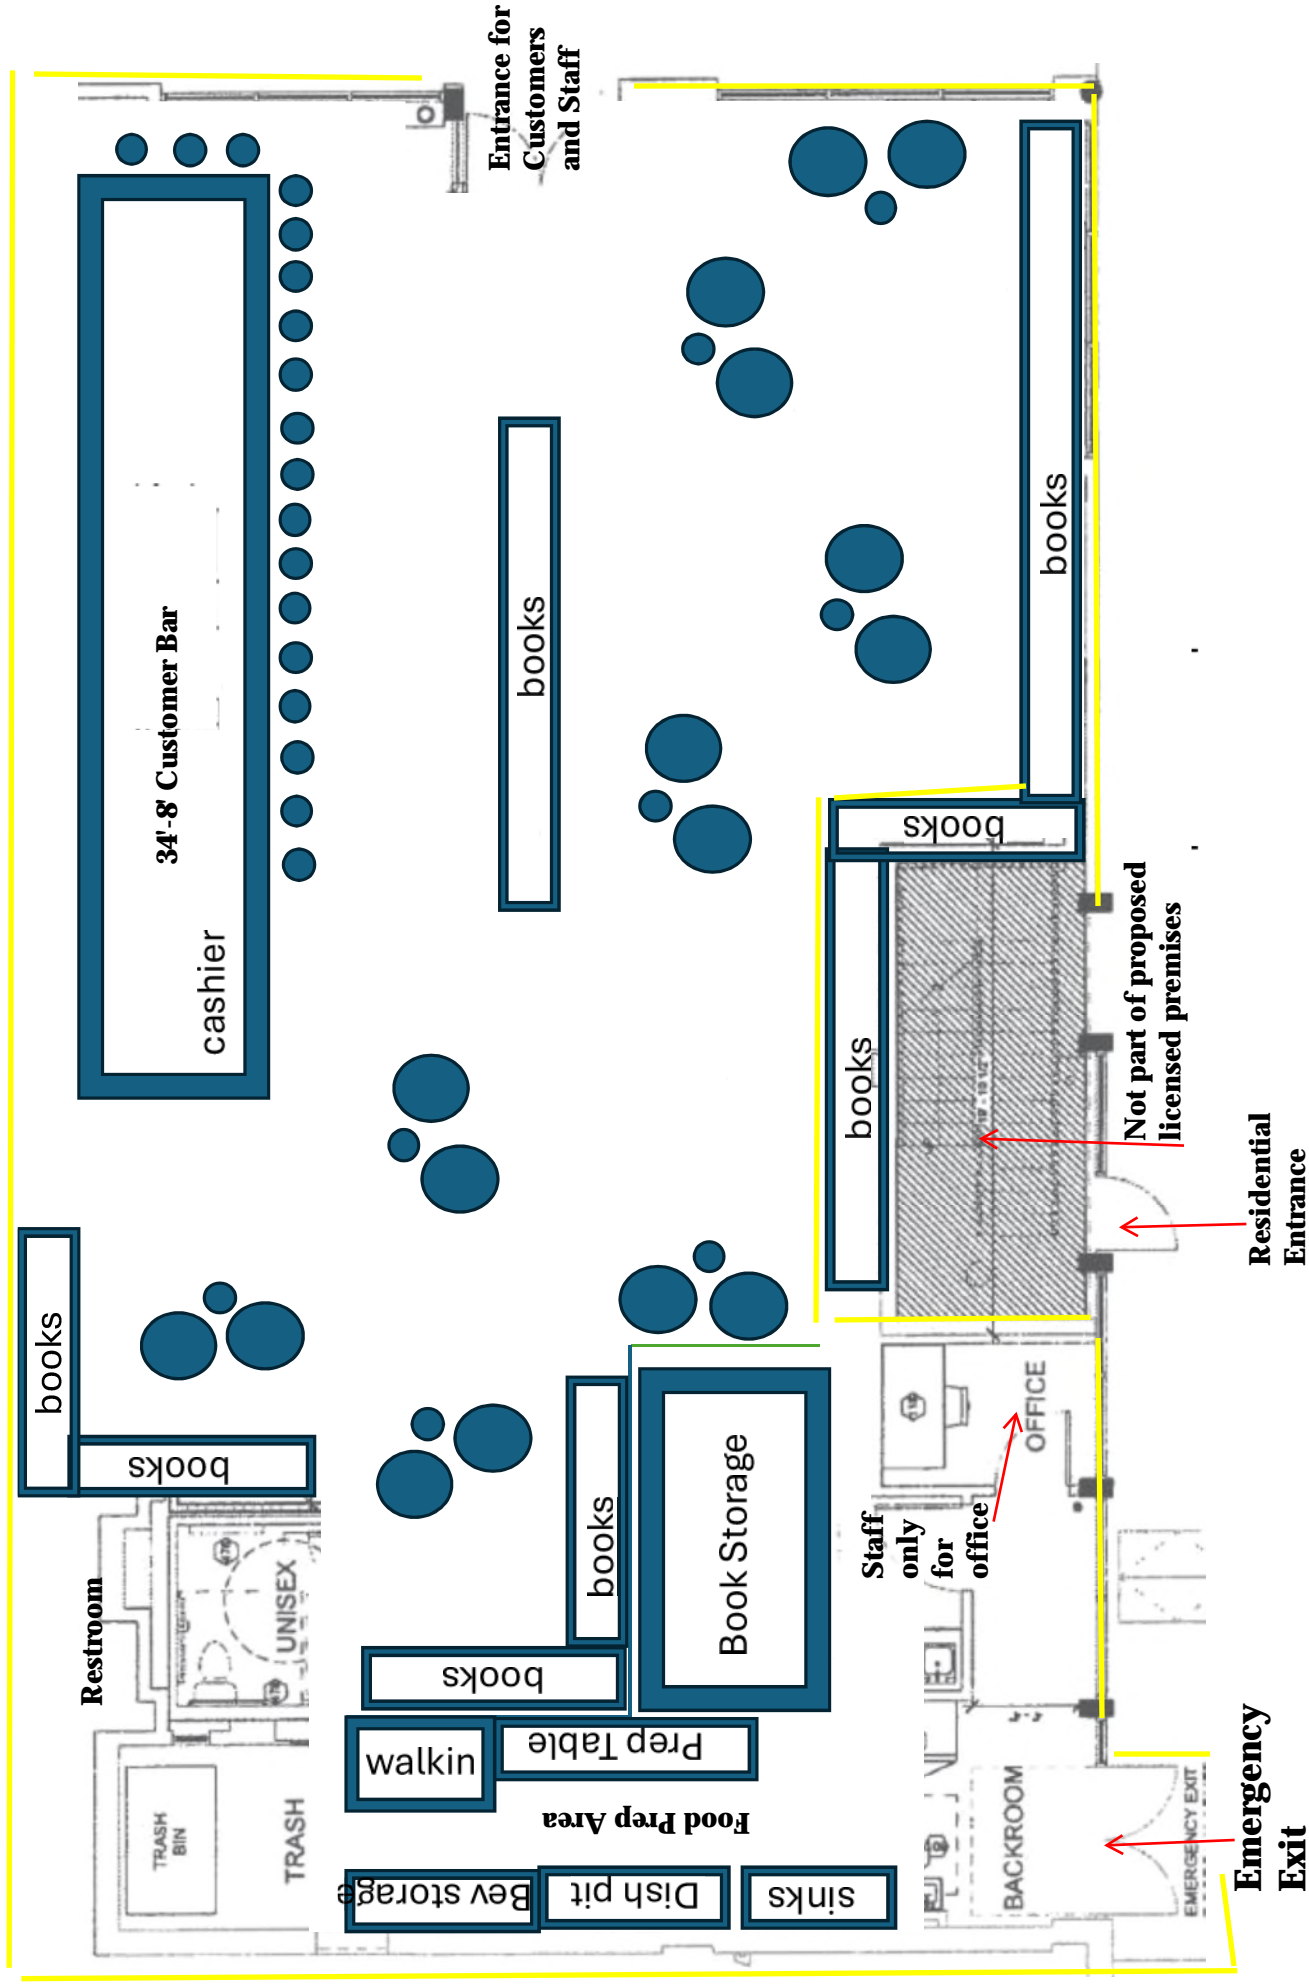 Entrance for
Customers
and Staff
34'-8' Customer Bar
cashier
books
books
books
books
Not part of proposed
licensed premises
Residential
Entrance
books
books
Restroom
UNISEX
books
books
Book Storage
OFFICE
Staff
only
for
office
walkin
Prep Table
Food Prep Area
TRASH
BIN
TRASH
Bev storage
Dish pit
sinks
BACKROOM
EMERGENCY EXIT
Emergency
Exit